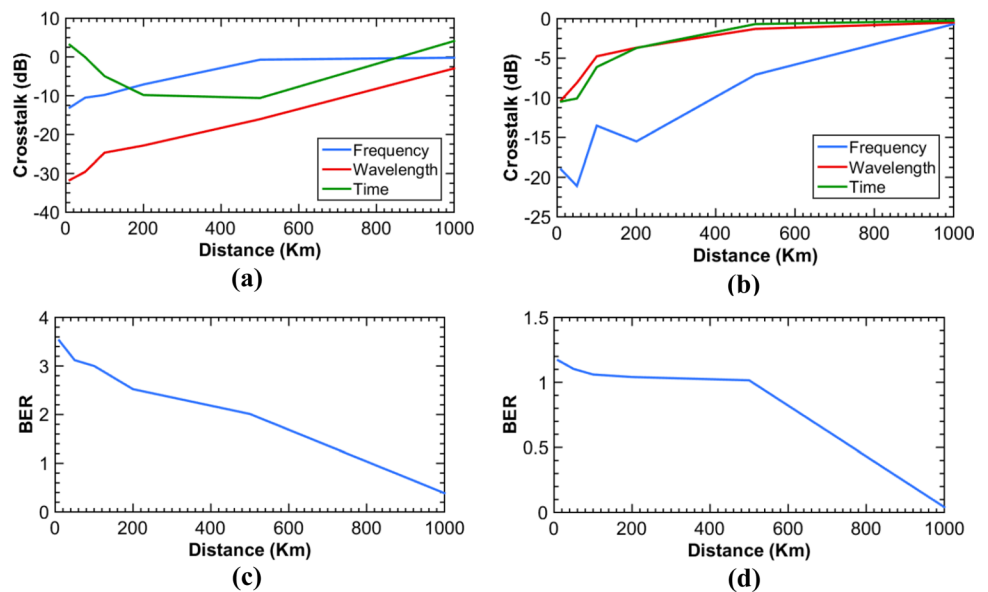 (a)
10
0
-10
-20
-30
-40
Crosstalk (dB)
Frequency
Wavelength
Time
0 200 400 600 800 1000
Distance (Km)
(a)
(b)
0
-5
-10
-15
-20
-25
Crosstalk (dB)
Frequency
Wavelength
Time
0 200 400 600 800 1000
Distance (Km)
(b)
4
3
2
1
0
BER
0 200 400 600 800 1000
Distance (Km)
(c)
1.5
1
0.5
0
BER
0 200 400 600 800 1000
Distance (Km)
(d)